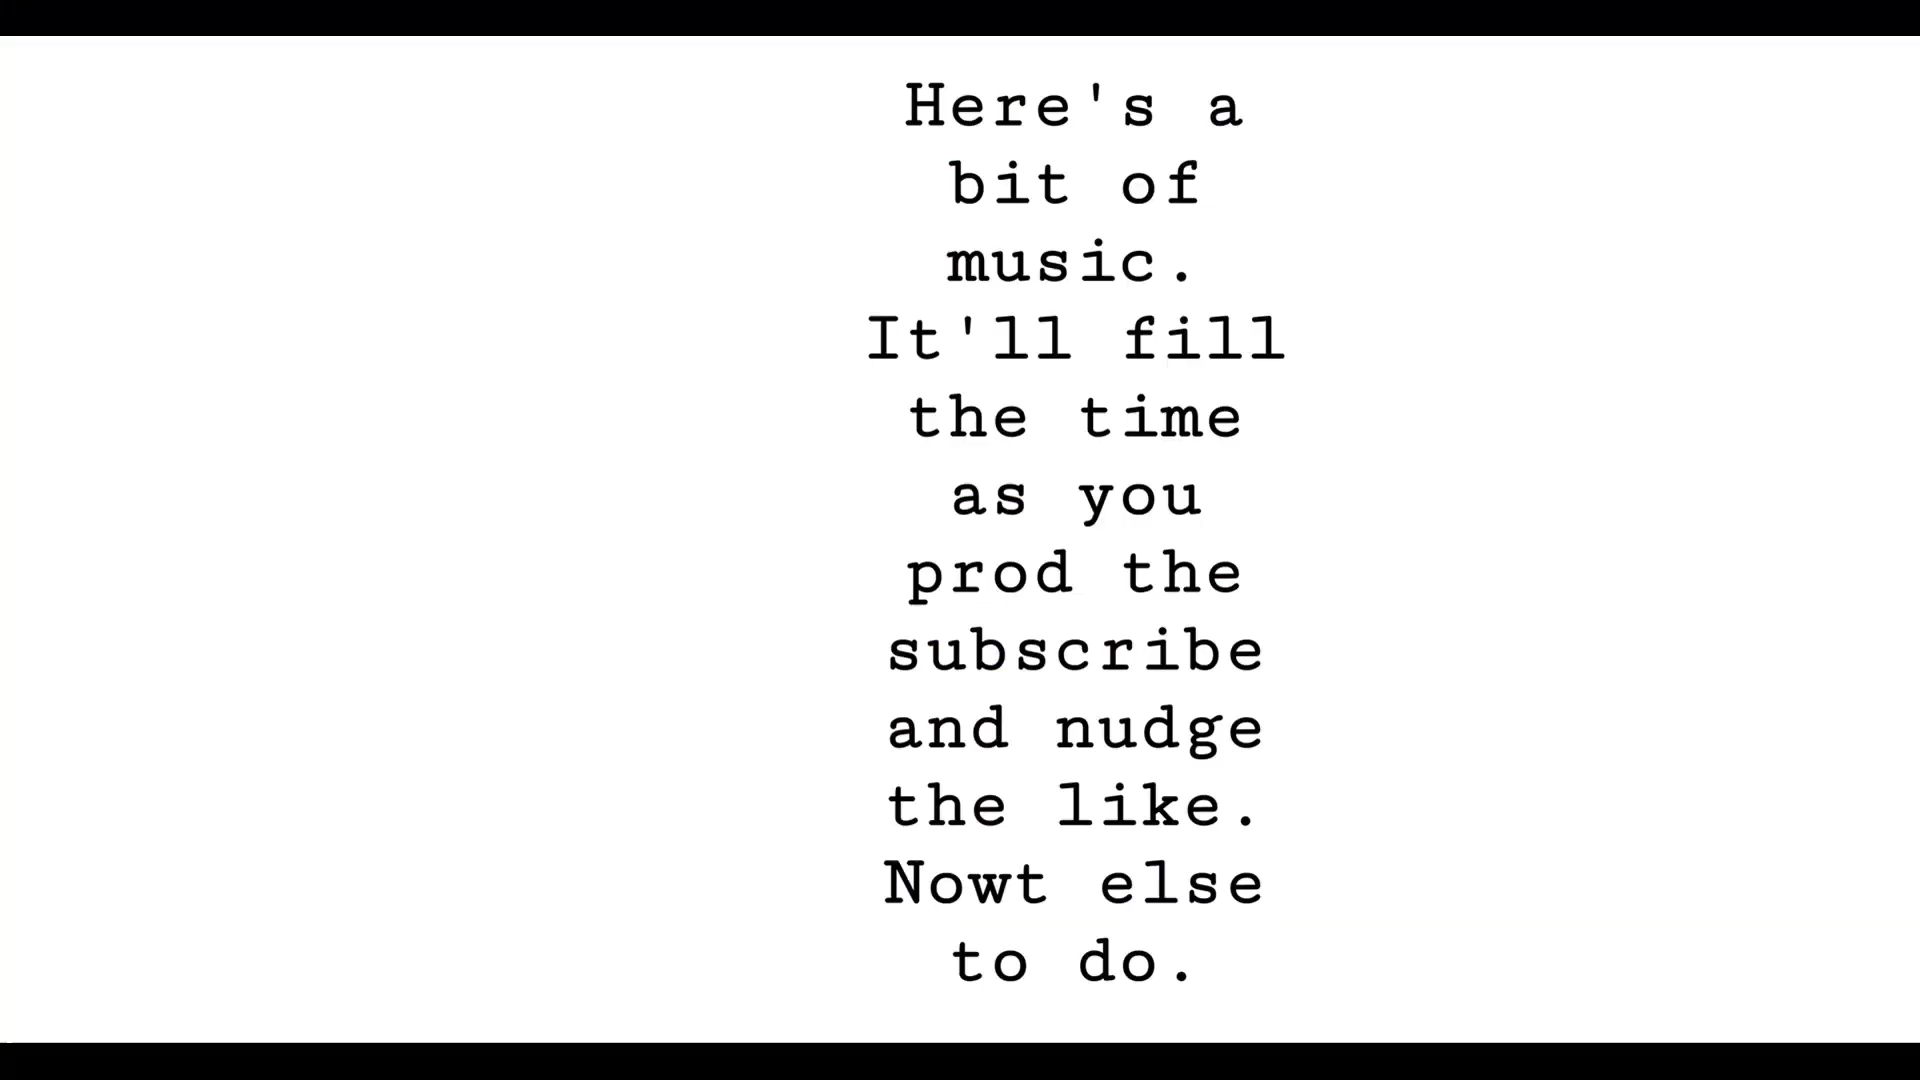 Here's a
bit of
music.
It'll fill
the time
as you
prod the
subscribe
and nudge
the like.
Nowt else
to do.